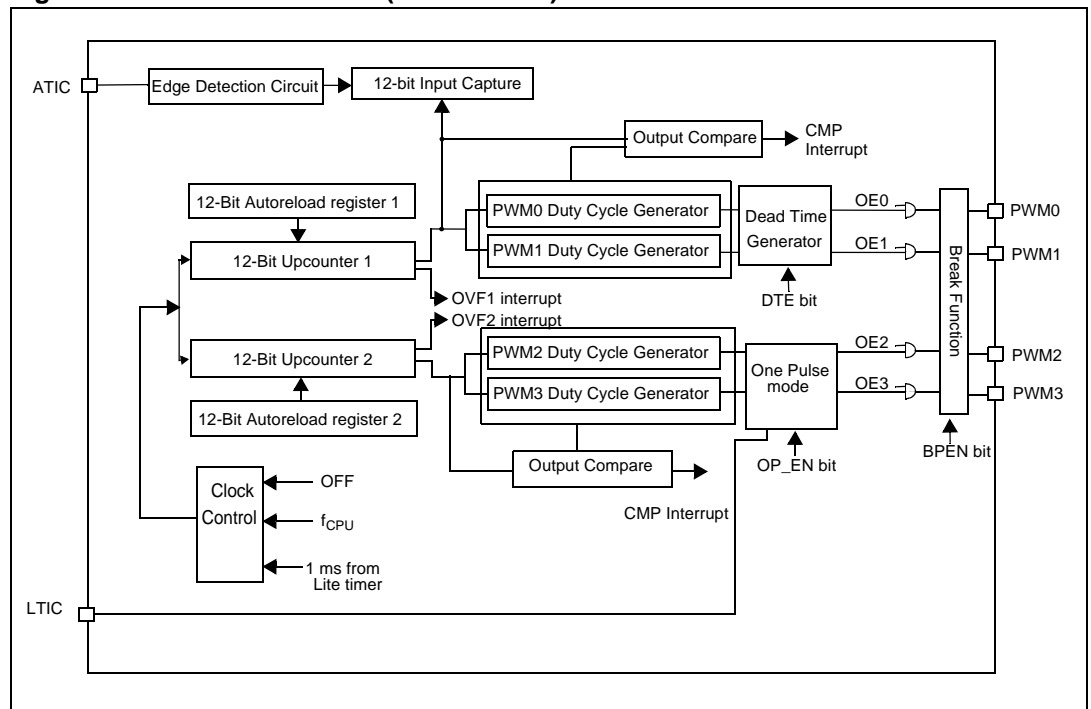 ATIC
Edge Detection Circuit
12-bit Input Capture
Output Compare
CMP
Interrupt
12-Bit Autoreload register 1
PWM0 Duty Cycle Generator
PWM1 Duty Cycle Generator
Dead Time
Generator
OE0
OE1
PWM0
PWM1
12-Bit Upcounter 1
OVF1 interrupt
DTE bit
Break Function
OVF2 interrupt
12-Bit Upcounter 2
PWM2 Duty Cycle Generator
PWM3 Duty Cycle Generator
One Pulse
mode
OE2
OE3
PWM2
PWM3
12-Bit Autoreload register 2
Output Compare
OP_EN bit
BPEN bit
CMP Interrupt
Clock
Control
OFF
fCPU
1 ms from
Lite timer
LTIC